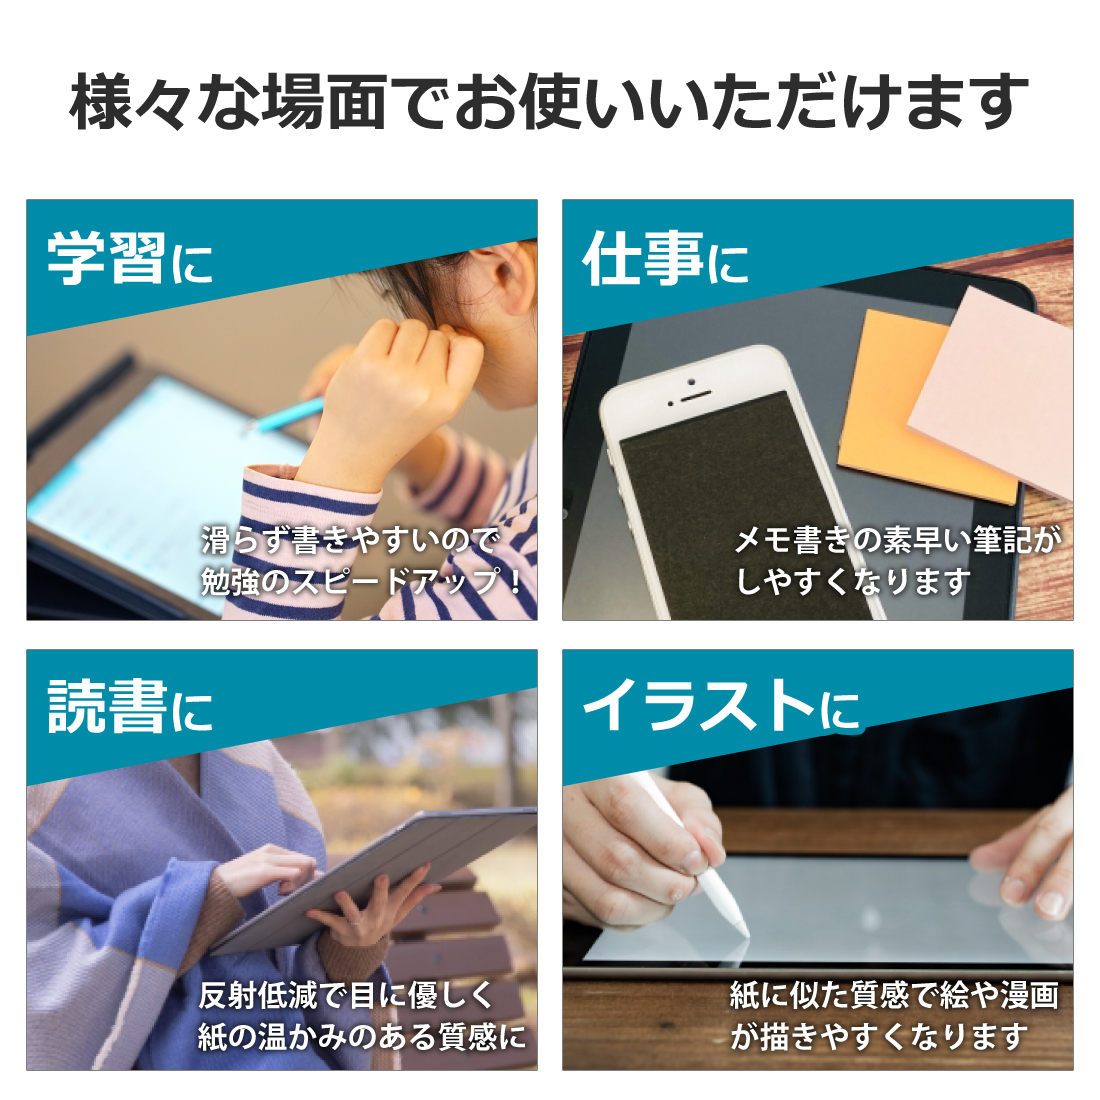 様々な場面でお使いいただけます
学習に
滑らず書きやすいので
勉強のスピードアップ！
仕事に
メモ書きの素早い筆記が
しやすくなります
読書に
反射低減で目に優しく
紙の温かみのある質感に
イラストに
紙に似た質感で絵や漫画
が描きやすくなります